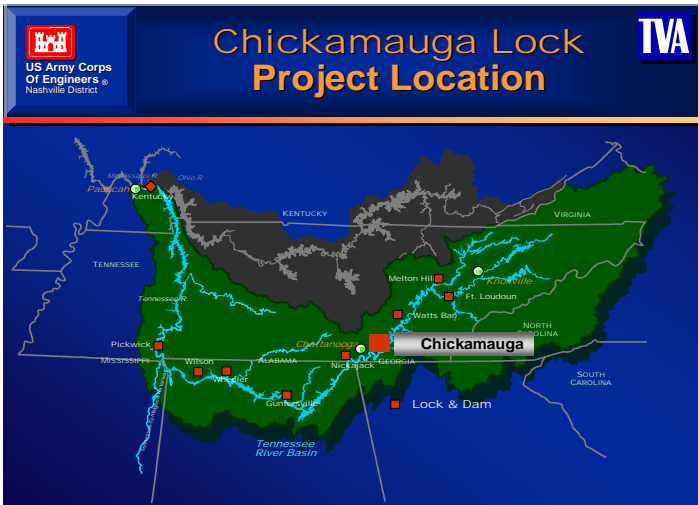 US Army Corps
Of Engineers ®
Nashville District
Chickamauga Lock
Project Location
TVA
Mississippi R.
Ohio R.
Paducah
Kentucky
KENTUCKY
VIRGINIA
TENNESSEE
Melton Hill
Knoxville
Tennessee R.
Ft. Loudoun
Watts Bar
NORTH
CAROLINA
Pickwick
Chattanooga
Chickamauga
MISSISSIPPI
Wilson
ALABAMA
Nickajack
GEORGIA
Wheeler
SOUTH
CAROLINA
Guntersville
Lock & Dam
Tennessee
River Basin